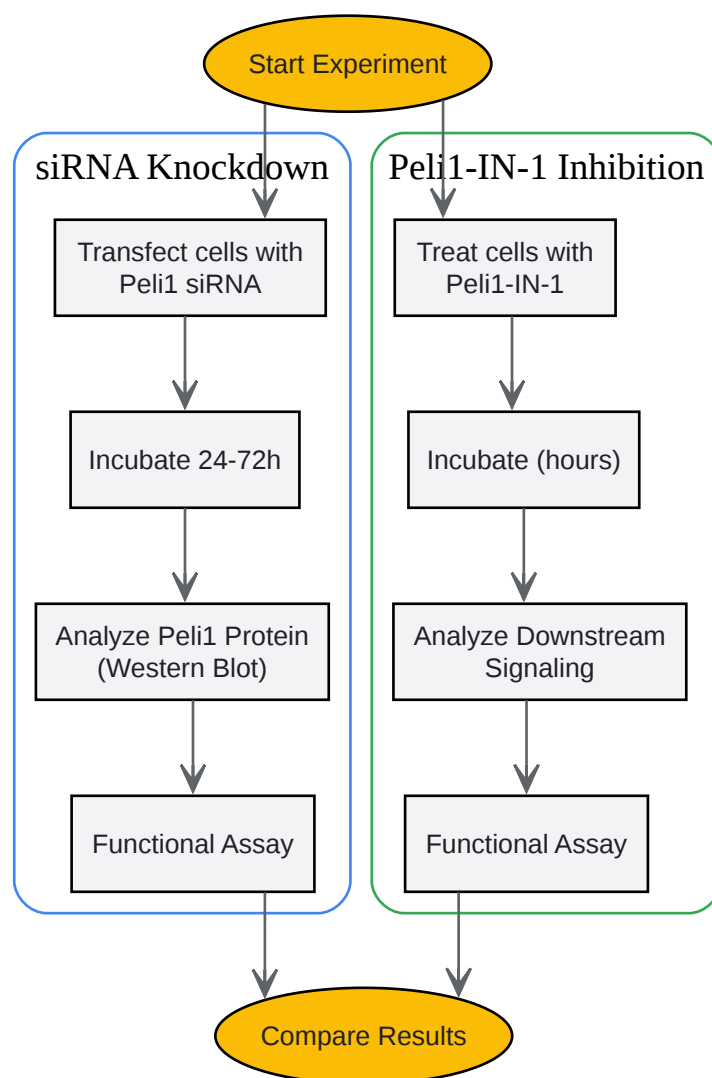 Start Experiment
siRNA Knockdown
Transfect cells with
Peli1 siRNA
Incubate 24-72h
Analyze Peli1 Protein
(Western Blot)
Functional Assay
Peli1-IN-1 Inhibition
Treat cells with
Peli1-IN-1
Incubate (hours)
Analyze Downstream
Signaling
Functional Assay
Compare Results